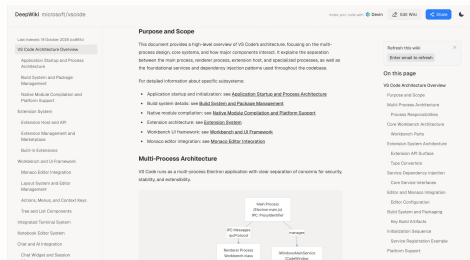 DeepWiki microsoft/vscode
Index your code with Devin
Edit Wiki
Share
Last indexed: 18 October 2025
VS Code Architecture Overview
Application Startup and Process
Architecture
Build System and Package
Management
Native Module Compilation and
Platform Support
Extension System
Extension Host and API
Extension Management and
Marketplace
Built-in Extensions
Workbench and UI Framework
Monaco Editor Integration
Layout System and Editor
Management
Actions, Menus, and Context Keys
Tree and List Components
Integrated Terminal System
Notebook Editor System
Chat and AI Integration
Chat Widget and Session
Purpose and Scope
This document provides a high-level overview of VS Code's architecture, focusing on the multi-
process design, core systems, and how major components interact. It explains the separation
between the main process, renderer process, extension host, and specialized processes, as well as
the foundational services and dependency injection patterns used throughout the codebase.
For detailed information about specific subsystems:
Application startup and initialization: see Application Startup and Process Architecture
Build system details: see Build System and Package Management
Native module compilation: see Native Module Compilation and Platform Support
Extension architecture: see Extension System
Workbench UI framework: see Workbench and UI Framework
Monaco editor integration: see Monaco Editor Integration
Multi-Process Architecture
VS Code runs as a multi-process Electron application with clear separation of concerns for security,
stability, and extensibility.
Main Process
(Electron main.js)
IPC Messages
manages
Renderer Process
Workbench class
WindowsMainService
Refresh this wiki
Enter email to refresh
On this page
VS Code Architecture Overview
Purpose and Scope
Multi-Process Architecture
Process Responsibilities
Core Workbench Architecture
Workbench Parts
Extension System Architecture
Extension API Surface
Type Converters
Service Dependency Injection
Core Service Interfaces
Editor and Monaco Integration
Editor Configuration
Build System and Packaging
Key Build Artifacts
Initialization Sequence
Service Registration Example
Platform Support